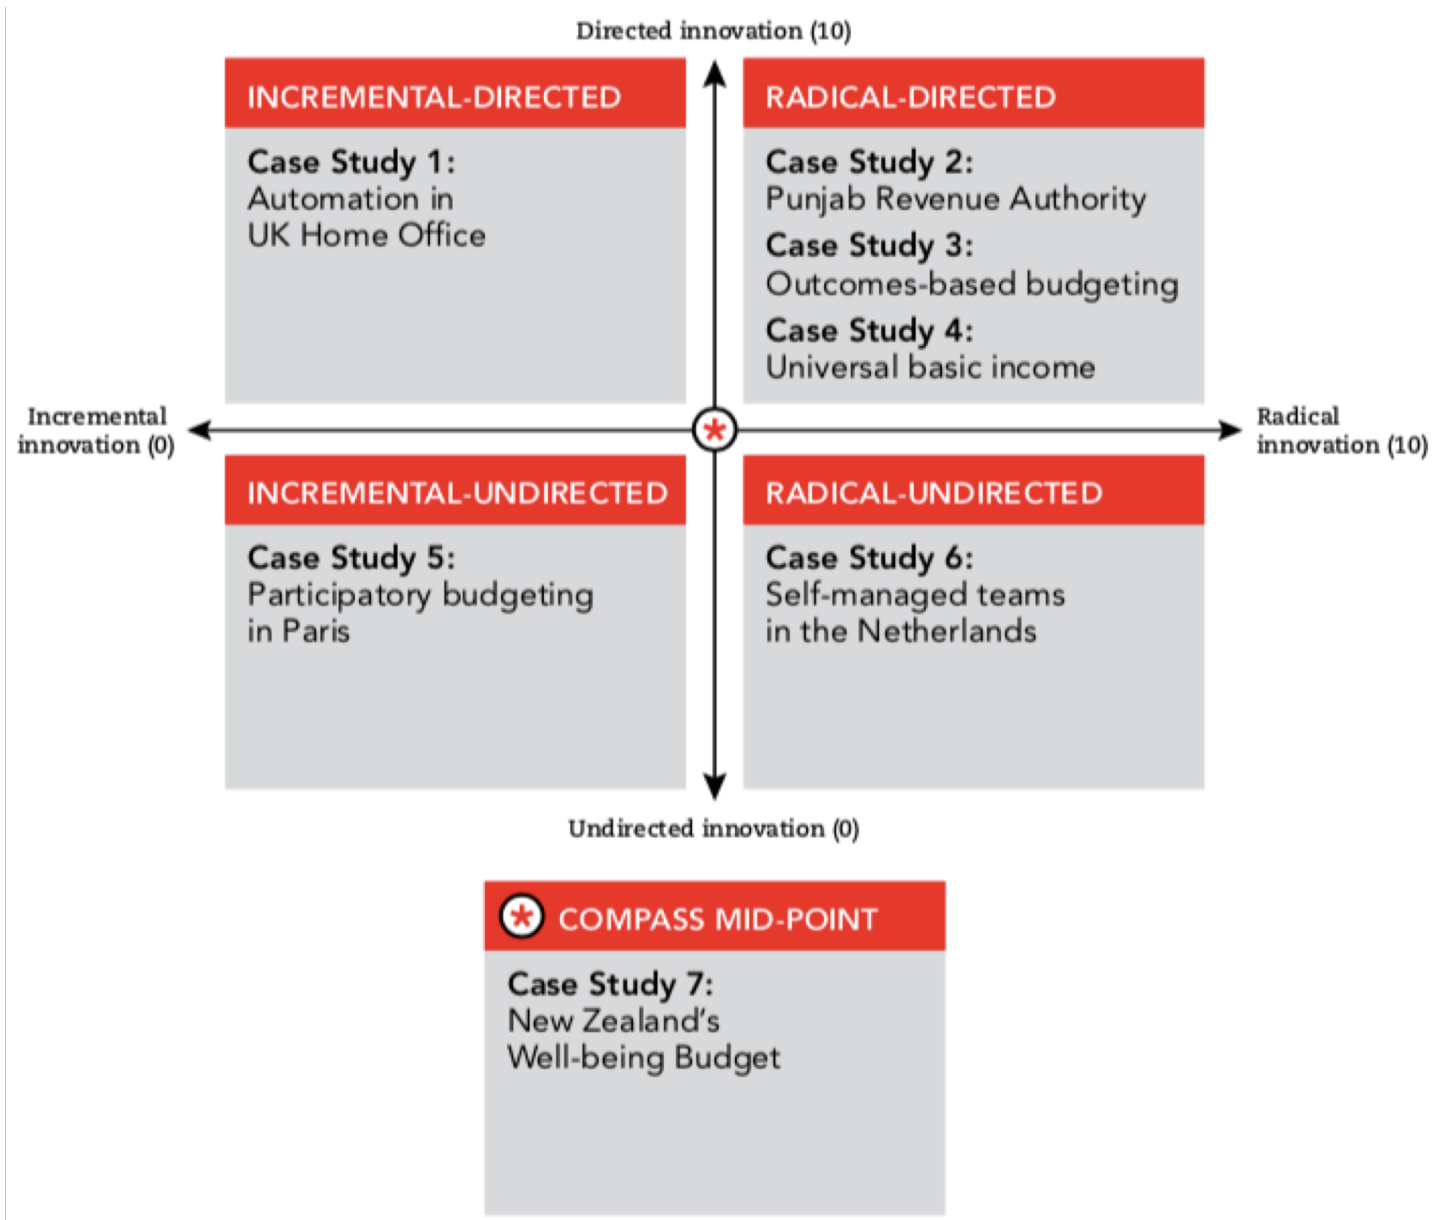 Directed innovation (10)
INCREMENTAL-DIRECTED
Case Study 1:
Automation in
UK Home Office
RADICAL-DIRECTED
Case Study 2:
Punjab Revenue Authority
Case Study 3:
Outcomes-based budgeting
Case Study 4:
Universal basic income
Incremental
innovation (0)
*
Radical
innovation (10)
INCREMENTAL-UNDIRECTED
Case Study 5:
Participatory budgeting
in Paris
RADICAL-UNDIRECTED
Case Study 6:
Self-managed teams
in the Netherlands
Undirected innovation (0)
* COMPASS MID-POINT
Case Study 7:
New Zealand’s
Well-being Budget